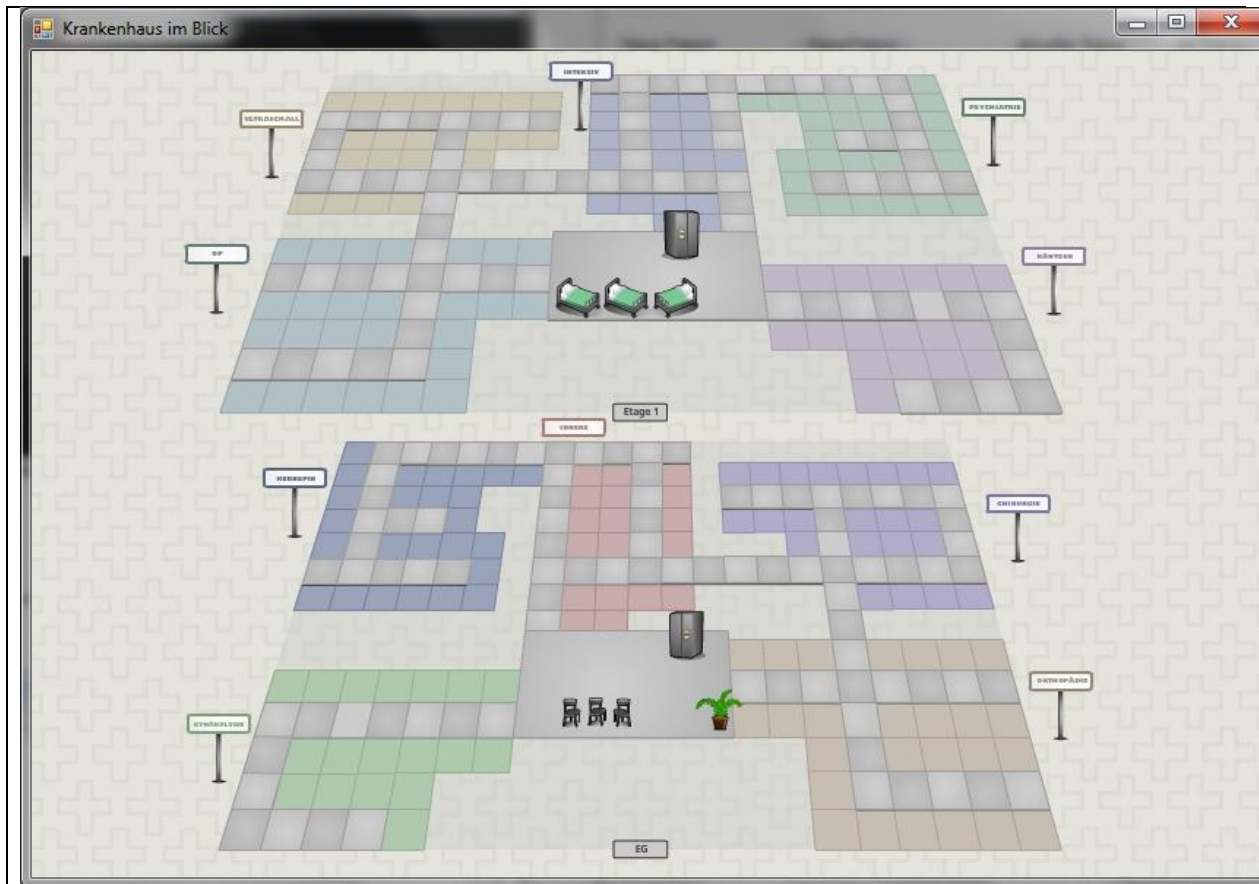 Krankenhaus im Blick
INTENSIV
ULTRASCHALL
PSYCHIATRIE
OP
RÖNTGEN
Etage 1
INNERE
CHIRURGIE
ORTHOPÄDIE
GYNÄKOLOGIE
EG